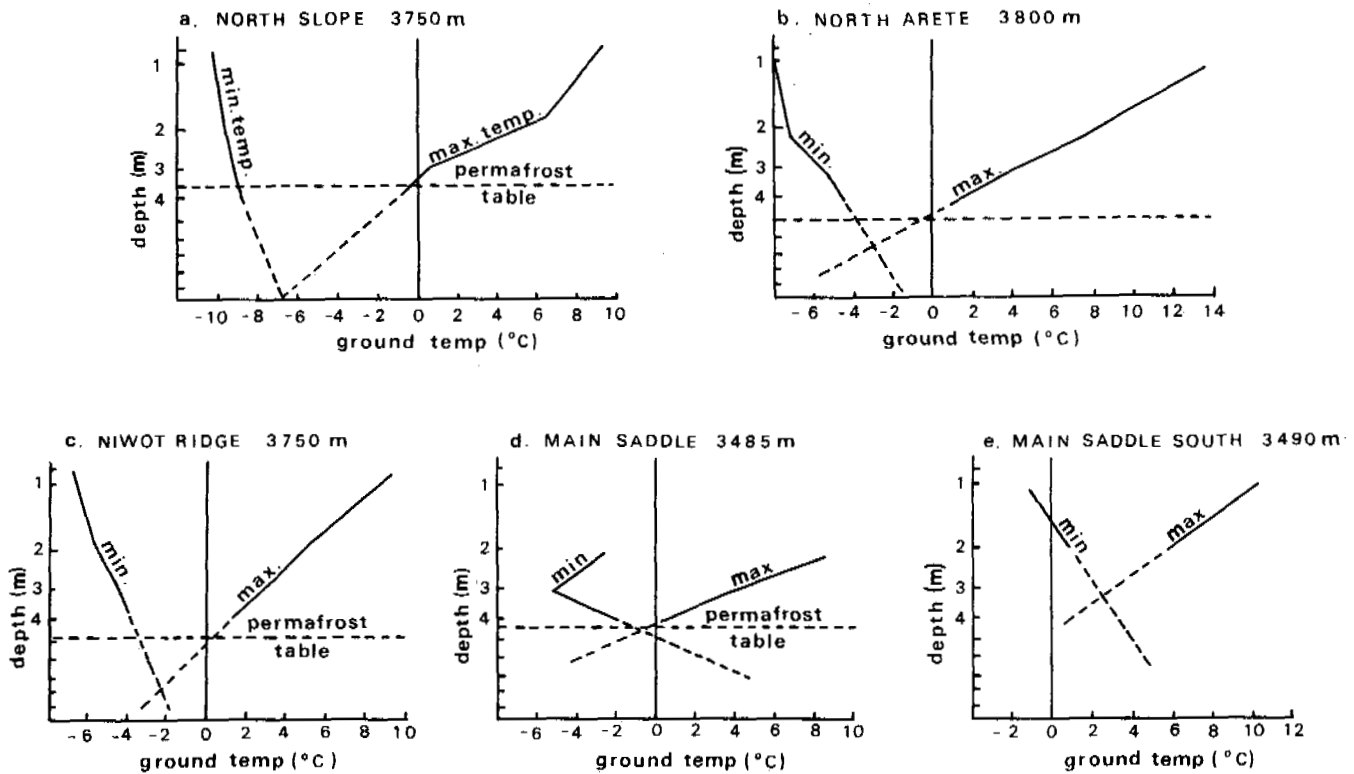 a. NORTH SLOPE 3750 m
1
2
3
4
depth (m)
min. temp.
max. temp.
permafrost
table
-10 -8 -6 -4 -2 0 2 4 6 8 10
ground temp (°C)
b. NORTH ARETE 3800 m
1
2
3
4
depth (m)
min.
max.
-6 -4 -2 0 2 4 6 8 10 12 14
ground temp (°C)
c. NIWOT RIDGE 3750 m
1
2
3
4
depth (m)
min.
max.
permafrost
table
-6 -4 -2 0 2 4 6 8 10
ground temp (°C)
d. MAIN SADDLE 3485 m
1
2
3
4
depth (m)
min
max
permafrost
table
-6 -4 -2 0 2 4 6 8 10
ground temp (°C)
e. MAIN SADDLE SOUTH 3490 m
1
2
3
4
depth (m)
min
max
-2 0 2 4 6 8 10 12
ground temp (°C)